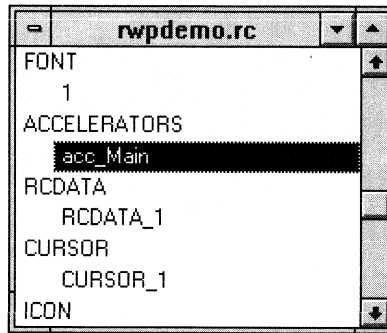 rwpdemo.rc
FONT
1
ACCELERATORS
acc_Main
RCDATA
RCDATA_1
CURSOR
CURSOR_1
ICON